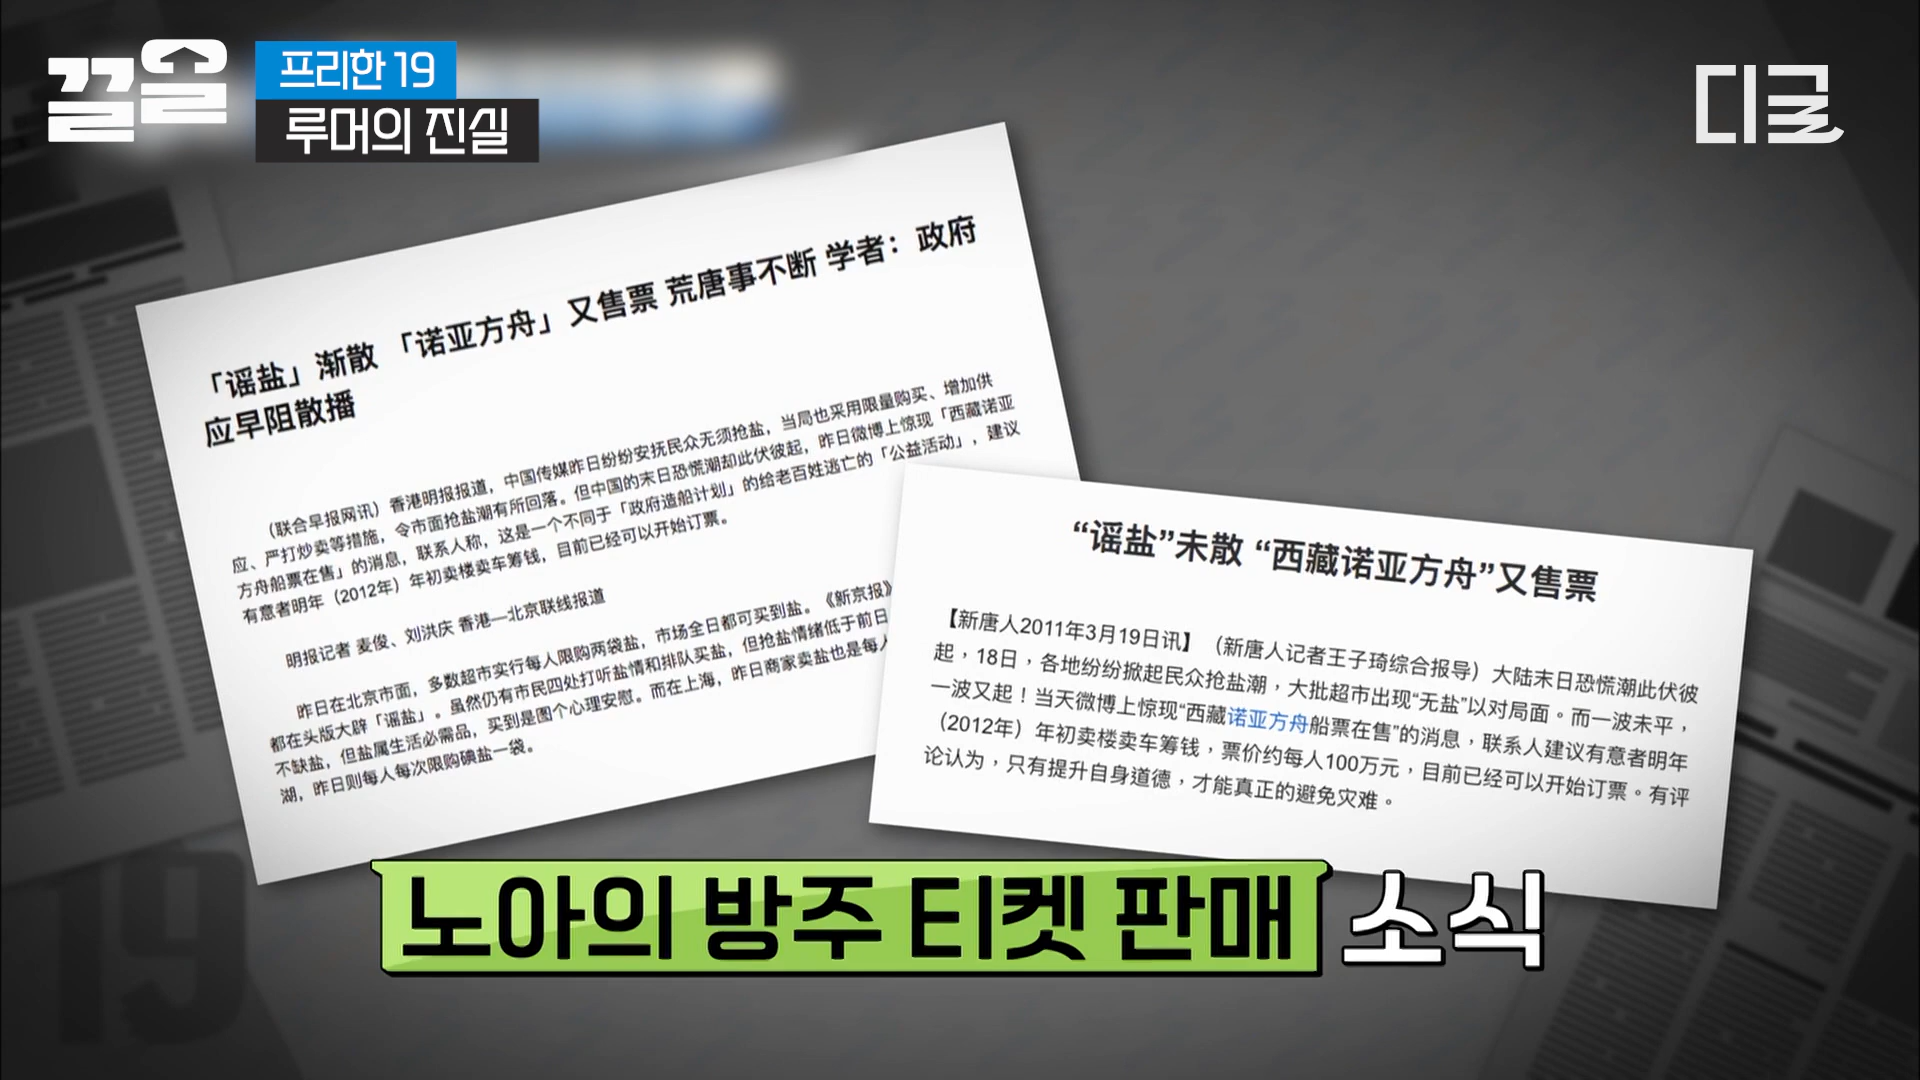 끌올
프리한 19
루머의 진실
디글
「谣盐」渐散 「诺亚方舟」又售票 荒唐事不断 学者：政府
应早阻散播
（联合早报网讯）香港明报报道，中国传媒昨日纷纷安抚民众无须抢盐，当局也采用限量购买、增加供
应、严打炒卖等措施，令市面抢盐潮有所回落。但中国的末日恐慌潮却此伏彼起，昨日微博上惊现「西藏诺亚
方舟船票在售」的消息，联系人称，这是一个不同于「政府造船计划」的给老百姓逃亡的「公益活动」，建议
有意者明年（2012年）年初卖楼卖车筹钱，目前已经可以开始订票。
明报记者 麦俊、刘洪庆 香港—北京联线报道
昨日在北京市面，多数超市实行每人限购两袋盐，市场全日都可买到盐。《新京报》
都在头版大辟「谣盐」。虽然仍有市民四处打听盐情和排队买盐，但抢盐情绪低于前日
不缺盐，但盐属生活必需品，买到是图个心理安慰。而在上海，昨日商家卖盐也是每人
湖，昨日则每人每次限购碘盐一袋。
“谣盐”未散 “西藏诺亚方舟”又售票
【新唐人2011年3月19日讯】（新唐人记者王子琦综合报导）大陆末日恐慌潮此伏彼
起，18日，各地纷纷掀起民众抢盐潮，大批超市出现“无盐”以对局面。而一波未平，
一波又起！当天微博上惊现“西藏诺亚方舟船票在售”的消息，联系人建议有意者明年
（2012年）年初卖楼卖车筹钱，票价约每人100万元，目前已经可以开始订票。有评
论认为，只有提升自身道德，才能真正的避免灾难。
19
노아의 방주 티켓 판매 소식